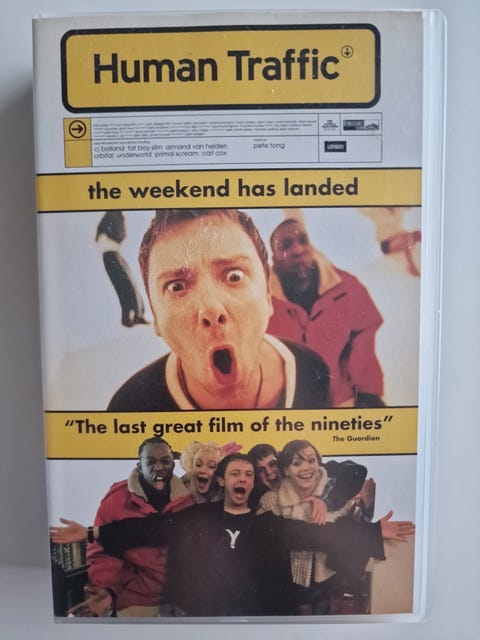 Human Traffic
cj bolland fat boy slim armand van helden
orbital underworld primal scream carl cox
pete tong
LONDON
the weekend has landed
"The last great film of the nineties"
The Guardian
Y